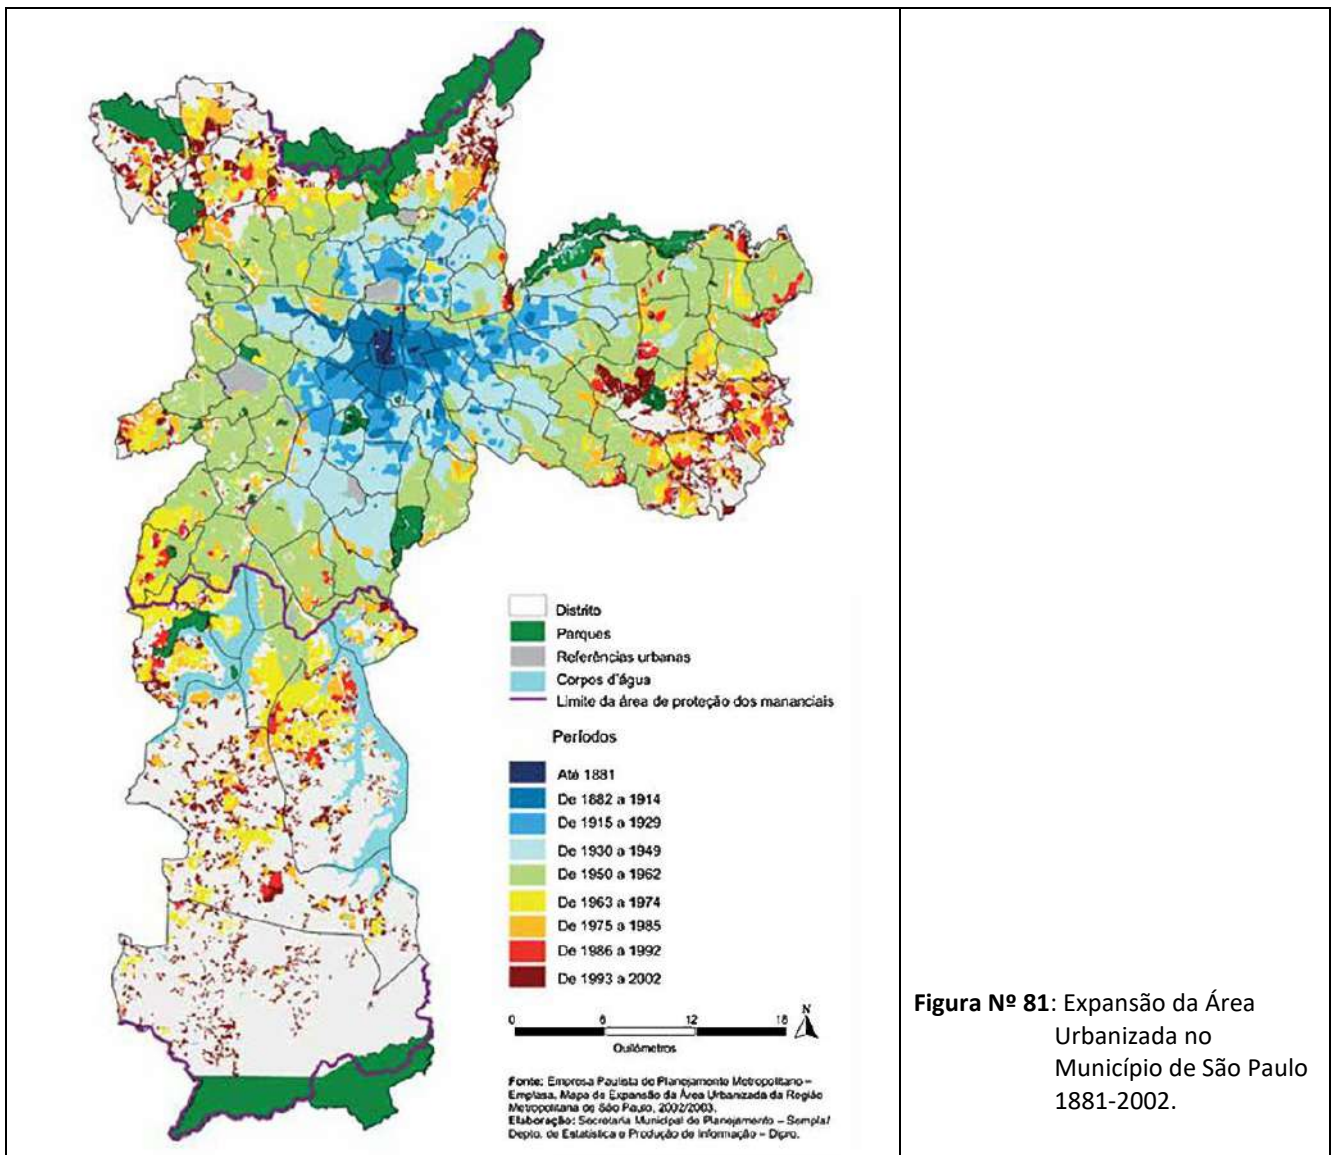 Distrito
Parques
Referências urbanas
Corpos d'água
Limite da área de proteção dos mananciais
Períodos
Até 1881
De 1882 a 1914
De 1915 a 1929
De 1930 a 1949
De 1950 a 1962
De 1963 a 1974
De 1975 a 1985
De 1986 a 1992
De 1993 a 2002
0 6 12 18
N
Quilómetros
Fonte: Empresa Paulista de Planejamento Metropolitano –
Emplasa, Mapa de Expansão da Área Urbanizada da Região
Metropolitana de São Paulo, 2002/2003.
Elaboração: Secretaria Municipal de Planejamento – Sempla/
Depto. de Estatística e Produção de Informação – Dipro.
Figura Nº 81: Expansão da Área
Urbanizada no
Município de São Paulo
1881-2002.